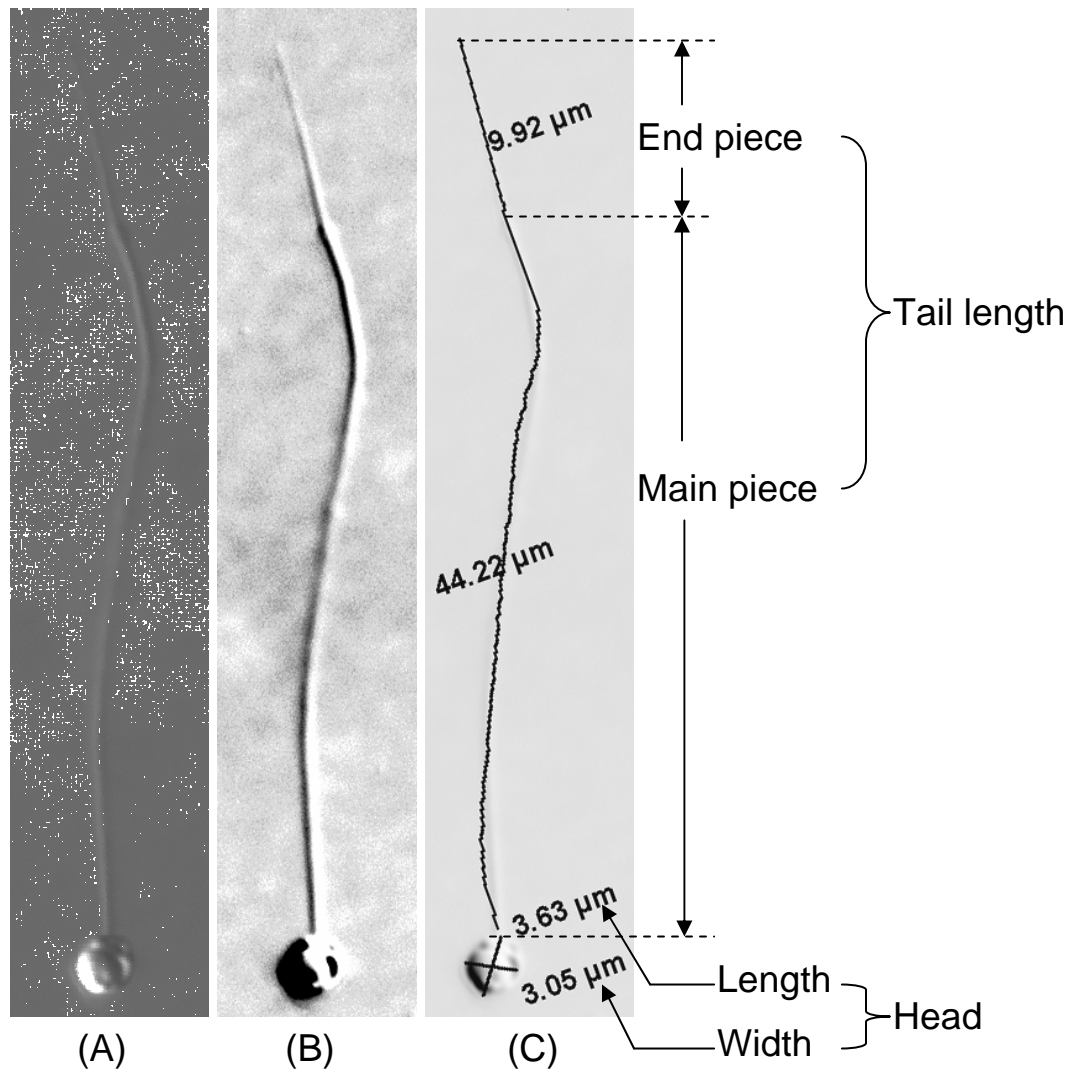 9.92 µm
End piece
Tail length
Main piece
44.22 µm
3.63 µm
3.05 µm
Length
Head
Width
(A)
(B)
(C)